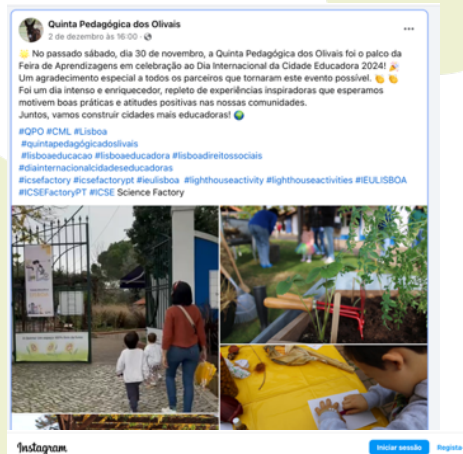 Quinta Pedagógica dos Olivais
2 de dezembro às 16:00 ·
No passado sábado, dia 30 de novembro, a Quinta Pedagógica dos Olivais foi o palco da
Feira de Aprendizagens em celebração ao Dia Internacional da Cidade Educadora 2024! 🎉
Um agradecimento especial a todos os parceiros que tornaram este evento possível. 👏 👏
Foi um dia intenso e enriquecedor, repleto de experiências inspiradoras que esperamos
motivem boas práticas e atitudes positivas nas nossas comunidades.
Juntos, vamos construir cidades mais educadoras! 🌍
#QPO #CML #Lisboa
#quintapedagógicadoslivais
#lisboaeducacao #lisboaeducadora #lisboadireitossociais
#diainternacionalcidadeseducadoras
#icsefactory #icsefactorypt #ieulisboa #lighthouseactivity #lighthouseactivities #IEULISBOA
#ICSEFactoryPT #ICSE Science Factory
Instagram
Iniciar sessão
Regista